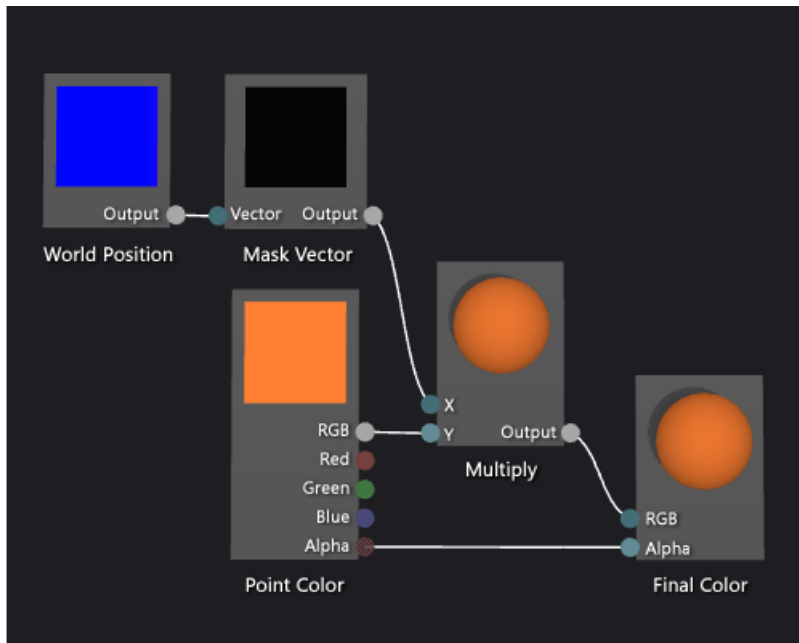 Output
World Position
Vector Output
Mask Vector
RGB
Red
Green
Blue
Alpha
Point Color
X
Y Output
Multiply
RGB
Alpha
Final Color